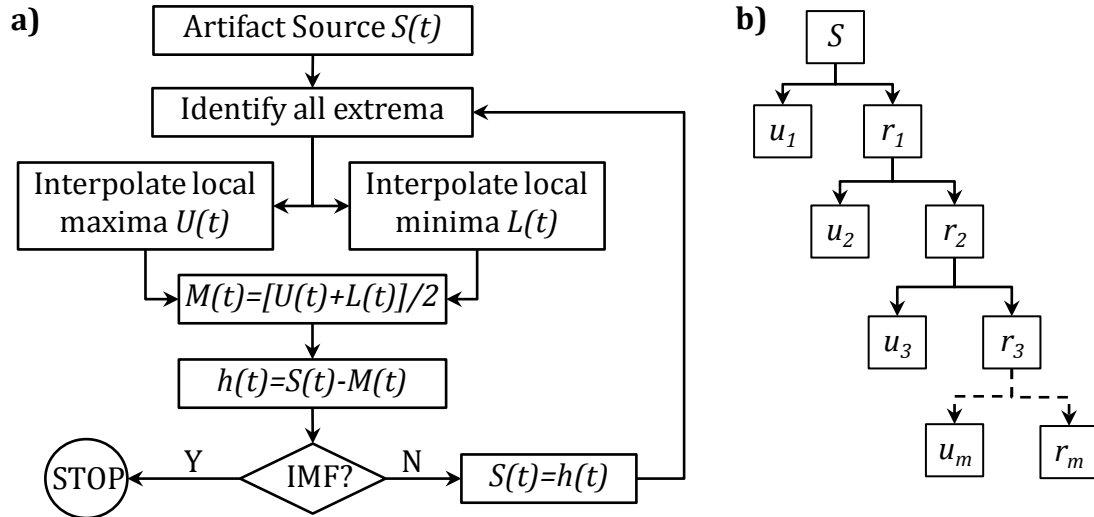 a)
Artifact Source S(t)
Identify all extrema
Interpolate local
maxima U(t)
Interpolate local
minima L(t)
M(t)=[U(t)+L(t)]/2
h(t)=S(t)-M(t)
STOP
Y
IMF?
N
S(t)=h(t)
b)
S
u1
r1
u2
r2
u3
r3
um
rm